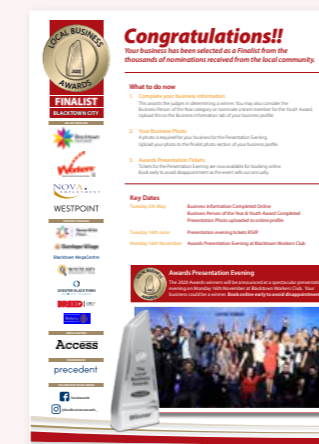 LOCAL BUSINESS
AWARDS
FINALIST
BLACKTOWN CITY
WESTPOINT
Blacktown MegaCentre
Access
precedent
Congratulations!!
Your business has been selected as a Finalist from the
thousands of nominations received from the local community.
What to do now
1. Complete your business information
This assists the judges in determining a winner. You may also consider the
Business Person of the Year category or nominate a team member for the Youth Award.
Upload this to the Business Information tab of your business profile.
2. Your Business Photo
A photo is required for your business for the Presentation Evening.
Upload your photo to the finalist photo section of your business profile.
3. Awards Presentation Tickets
Tickets for the Presentation Evening are now available for booking online.
Book early to avoid disappointment as the event sells out annually.
Key Dates
Business Information Completed Online
Business Person of the Year & Youth Award Completed
Presentation Photos uploaded to online profile
Tuesday 16th June Presentation evening tickets RSVP
Monday 16th November Awards Presentation Evening at Blacktown Workers Club
Awards Presentation Evening
The 2020 Awards winners will be announced at a spectacular presentatio
evening on Monday 16th November at Blacktown Workers Club. Your
business could be a winner. Book online early to avoid disappointmen
The
Local
Business
Awards
Winner